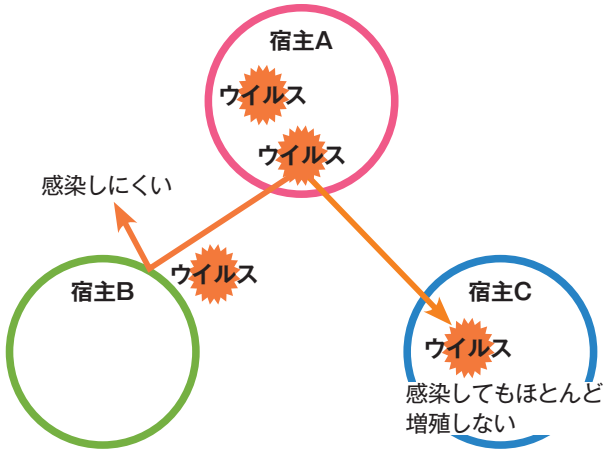 宿主A
ウイルス
ウイルス
感染しにくい
ウイルス
宿主B
宿主C
ウイルス
感染してもほとんど
増殖しない